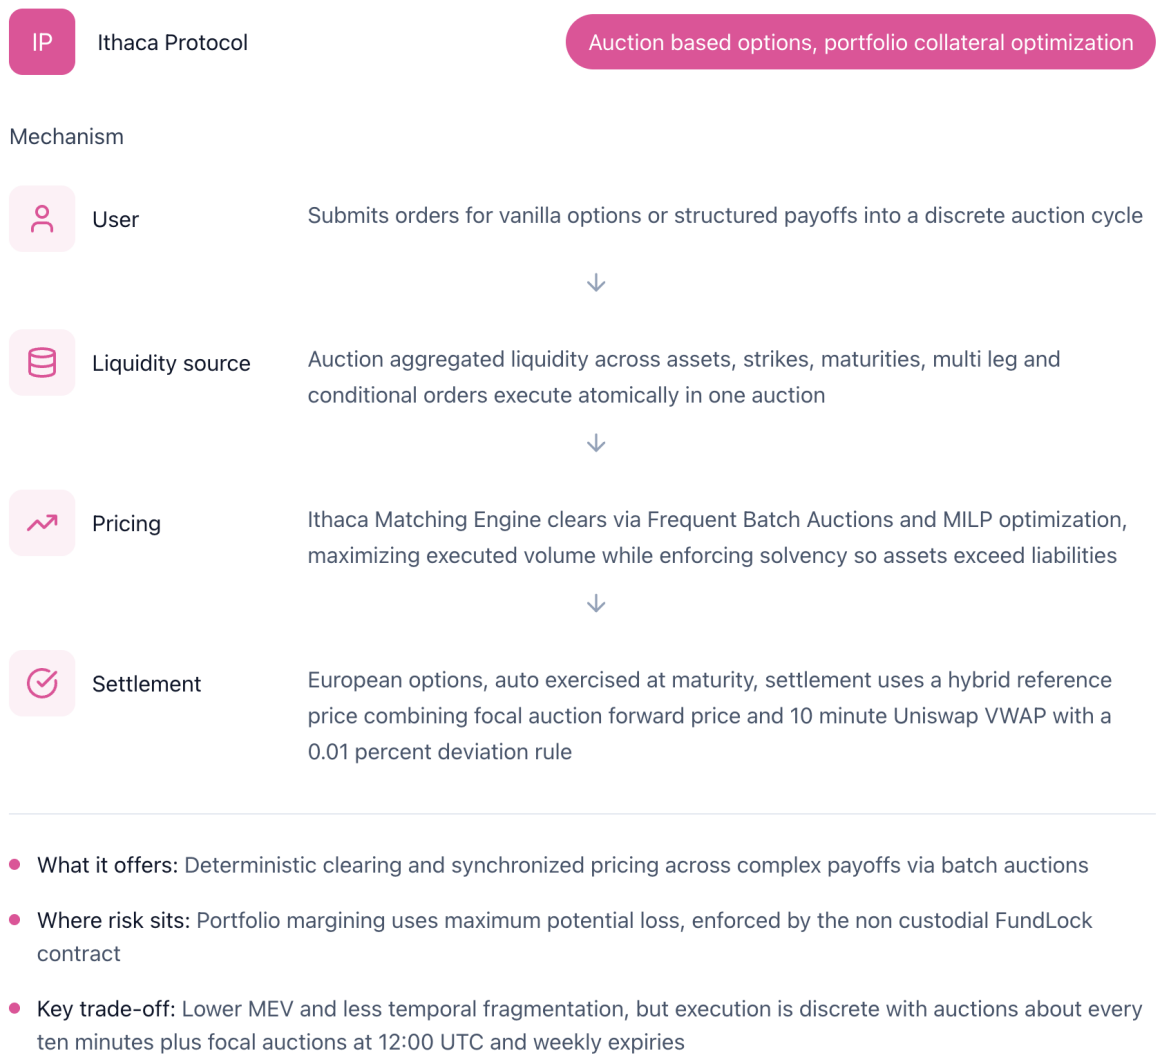 IP
Ithaca Protocol
Auction based options, portfolio collateral optimization
Mechanism
User
Submits orders for vanilla options or structured payoffs into a discrete auction cycle
Liquidity source
Auction aggregated liquidity across assets, strikes, maturities, multi leg and
conditional orders execute atomically in one auction
Pricing
Ithaca Matching Engine clears via Frequent Batch Auctions and MILP optimization,
maximizing executed volume while enforcing solvency so assets exceed liabilities
Settlement
European options, auto exercised at maturity, settlement uses a hybrid reference
price combining focal auction forward price and 10 minute Uniswap VWAP with a
0.01 percent deviation rule
What it offers: Deterministic clearing and synchronized pricing across complex payoffs via batch auctions
Where risk sits: Portfolio margining uses maximum potential loss, enforced by the non custodial FundLock
contract
Key trade-off: Lower MEV and less temporal fragmentation, but execution is discrete with auctions about every
ten minutes plus focal auctions at 12:00 UTC and weekly expiries